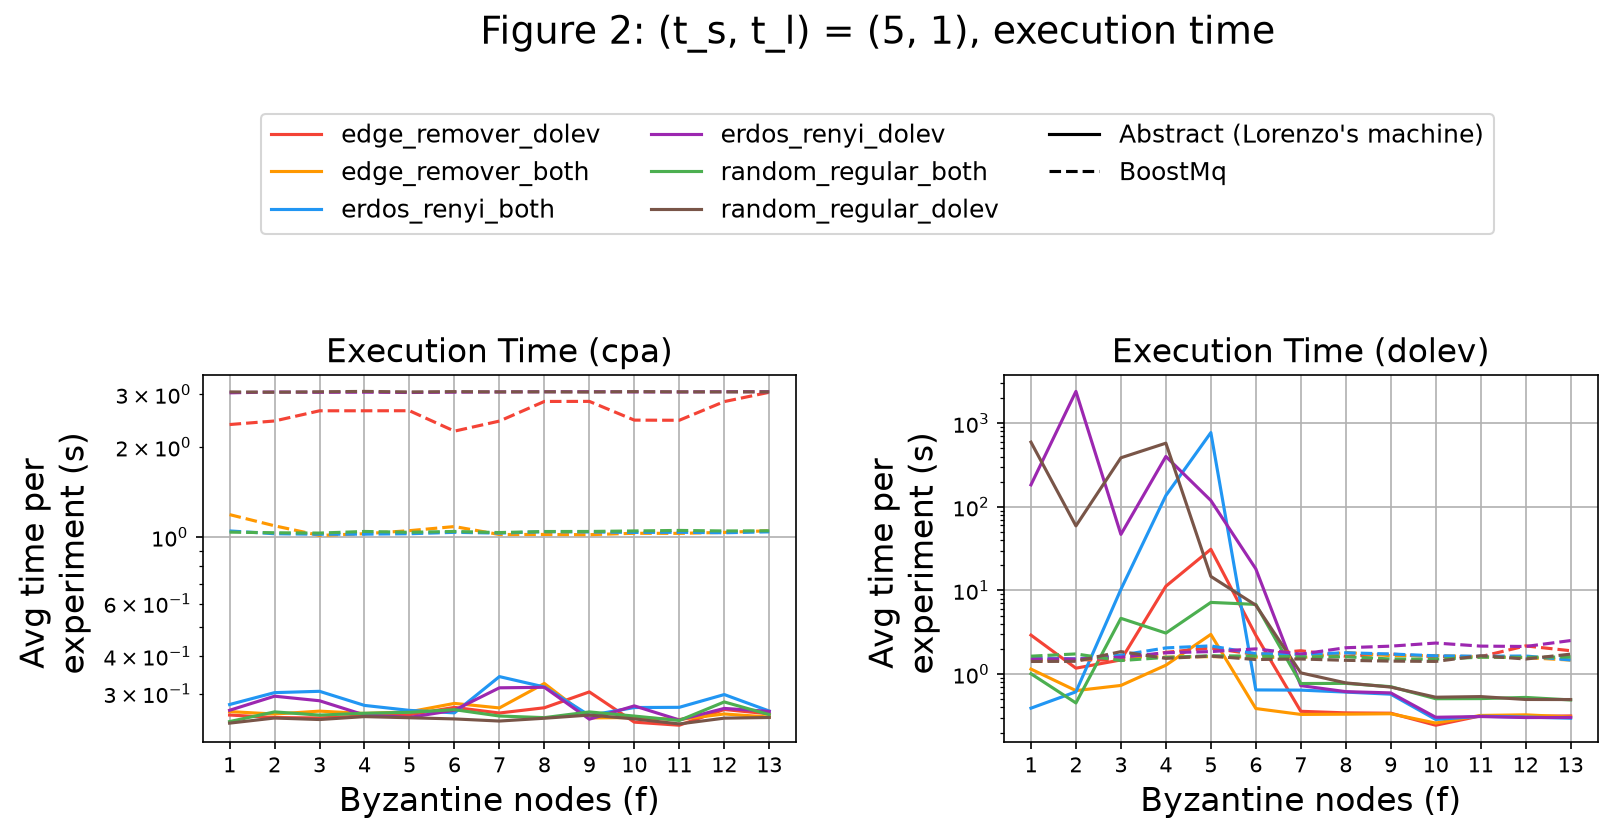 Figure 2: (t_s, t_l) = (5, 1), execution time
edge_remover_dolev
edge_remover_both
erdos_renyi_both
erdos_renyi_dolev
random_regular_both
random_regular_dolev
Abstract (Lorenzo's machine)
BoostMq
Execution Time (cpa)
Avg time per
experiment (s)
3 × 10⁰
2 × 10⁰
10⁰
6 × 10⁻¹
4 × 10⁻¹
3 × 10⁻¹
1 2 3 4 5 6 7 8 9 10 11 12 13
Byzantine nodes (f)
Execution Time (dolev)
Avg time per
experiment (s)
10³
10²
10¹
10⁰
1 2 3 4 5 6 7 8 9 10 11 12 13
Byzantine nodes (f)